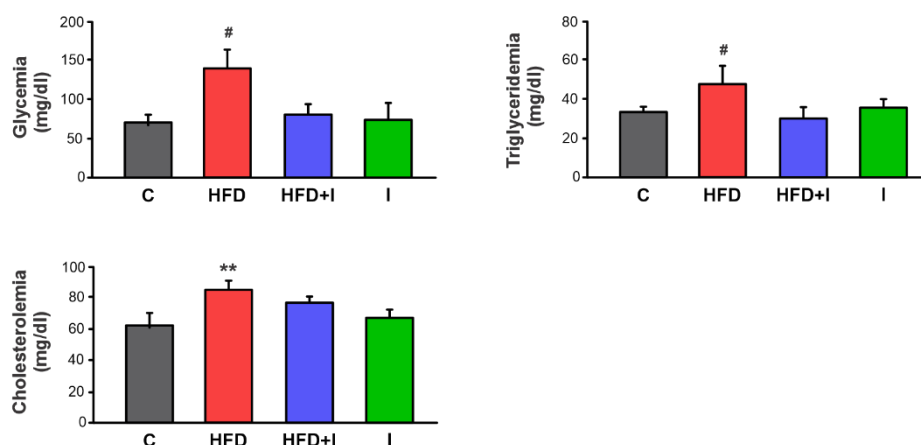 Glycemia
(mg/dl)
200
150
100
50
0
#
C HFD HFD+I I
Triglyceridemia
(mg/dl)
80
60
40
20
0
#
C HFD HFD+I I
Cholesterolemia
(mg/dl)
100
80
60
40
20
0
**
C HFD HFD+I I